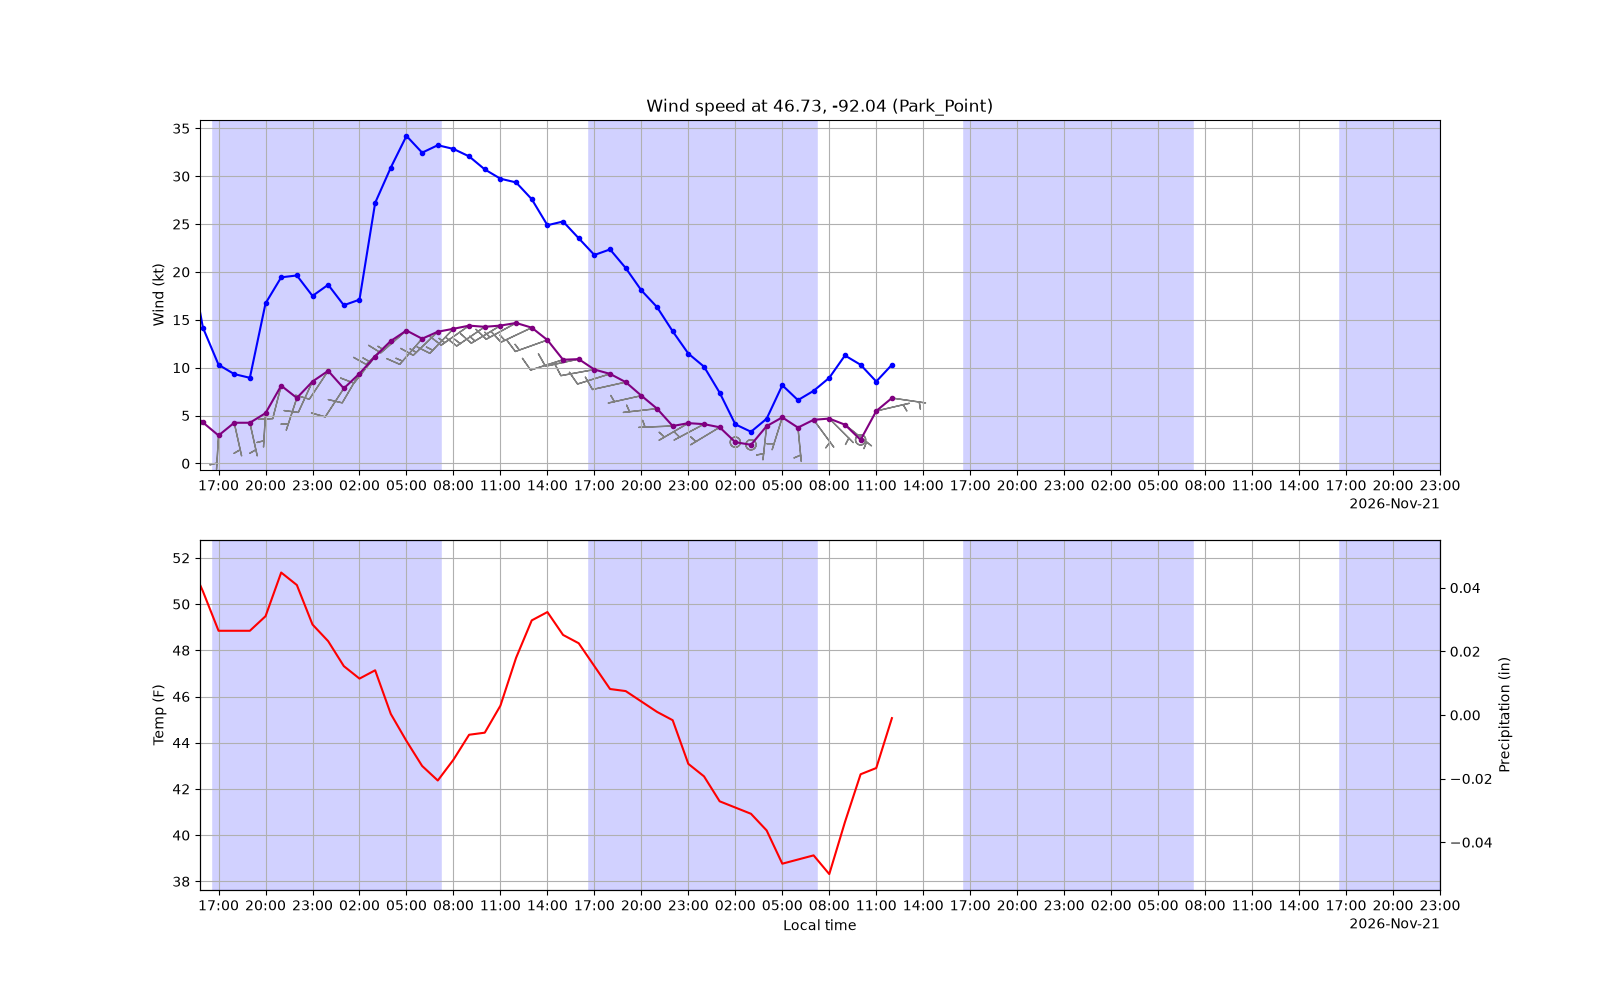 Wind speed at 46.73, -92.04 (Park_Point)
Wind (kt)
35
30
25
20
15
10
5
0
17:00 20:00 23:00 02:00 05:00 08:00 11:00 14:00 17:00 20:00 23:00 02:00 05:00 08:00 11:00 14:00 17:00 20:00 23:00 02:00 05:00 08:00 11:00 14:00 17:00 20:00 23:00
2026-Nov-21
Temp (F)
52
50
48
46
44
42
40
38
0.04
0.02
0.00
−0.02
−0.04
Precipitation (in)
17:00 20:00 23:00 02:00 05:00 08:00 11:00 14:00 17:00 20:00 23:00 02:00 05:00 08:00 11:00 14:00 17:00 20:00 23:00 02:00 05:00 08:00 11:00 14:00 17:00 20:00 23:00
Local time
2026-Nov-21